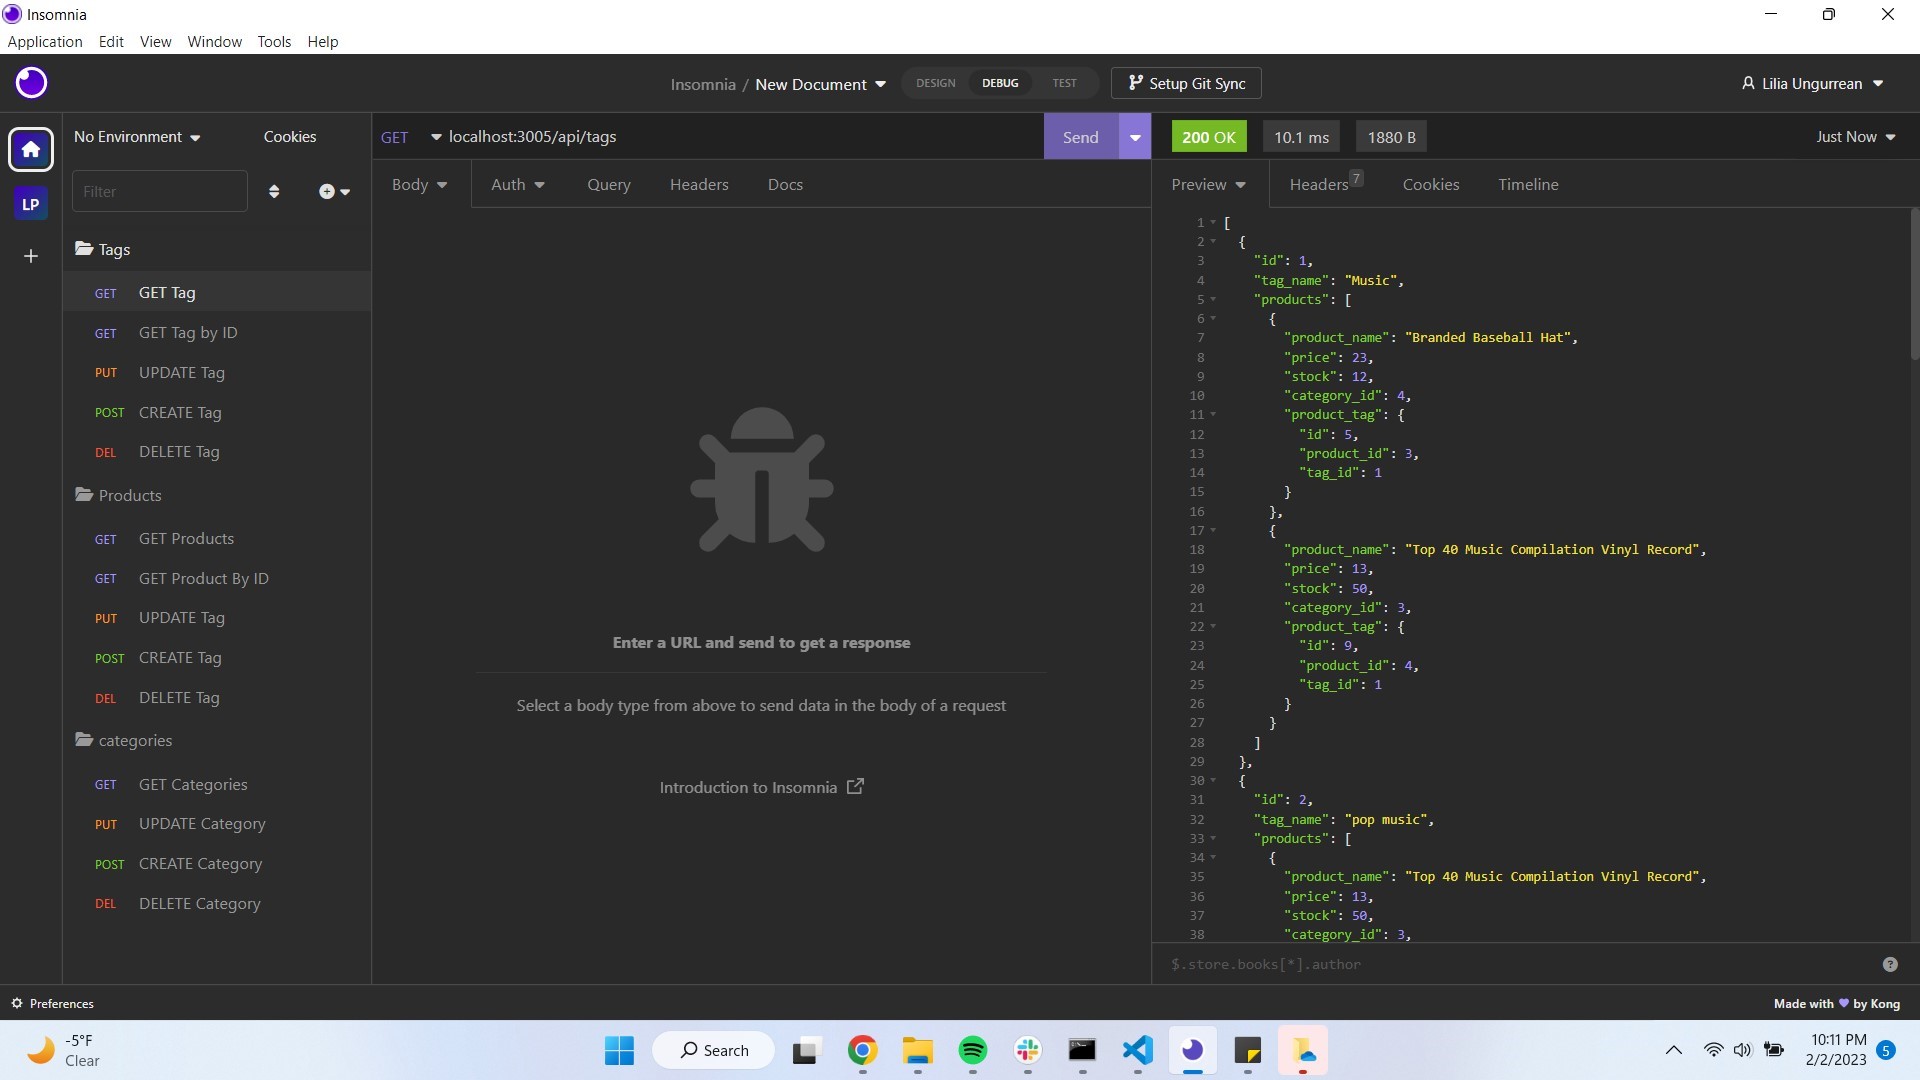 Insomnia
Application Edit View Window Tools Help
Insomnia / New Document DESIGN DEBUG TEST Setup Git Sync Lilia Ungurrean
No Environment Cookies
Filter
LP
Tags
GET GET Tag
GET GET Tag by ID
PUT UPDATE Tag
POST CREATE Tag
DEL DELETE Tag
Products
GET GET Products
GET GET Product By ID
PUT UPDATE Tag
POST CREATE Tag
DEL DELETE Tag
categories
GET GET Categories
PUT UPDATE Category
POST CREATE Category
DEL DELETE Category
GET localhost:3005/api/tags Send
Body Auth Query Headers Docs
Enter a URL and send to get a response
Select a body type from above to send data in the body of a request
Introduction to Insomnia
200 OK 10.1 ms 1880 B Just Now
Preview Headers 7 Cookies Timeline
1 [
2 {
3 "id": 1,
4 "tag_name": "Music",
5 "products": [
6 {
7 "product_name": "Branded Baseball Hat",
8 "price": 23,
9 "stock": 12,
10 "category_id": 4,
11 "product_tag": {
12 "id": 5,
13 "product_id": 3,
14 "tag_id": 1
15 }
16 },
17 {
18 "product_name": "Top 40 Music Compilation Vinyl Record",
19 "price": 13,
20 "stock": 50,
21 "category_id": 3,
22 "product_tag": {
23 "id": 9,
24 "product_id": 4,
25 "tag_id": 1
26 }
27 }
28 ]
29 },
30 {
31 "id": 2,
32 "tag_name": "pop music",
33 "products": [
34 {
35 "product_name": "Top 40 Music Compilation Vinyl Record",
36 "price": 13,
37 "stock": 50,
38 "category_id": 3,
$.store.books[*].author
Preferences Made with by Kong
-5°F
Clear
Search
10:11 PM
2/2/2023 5